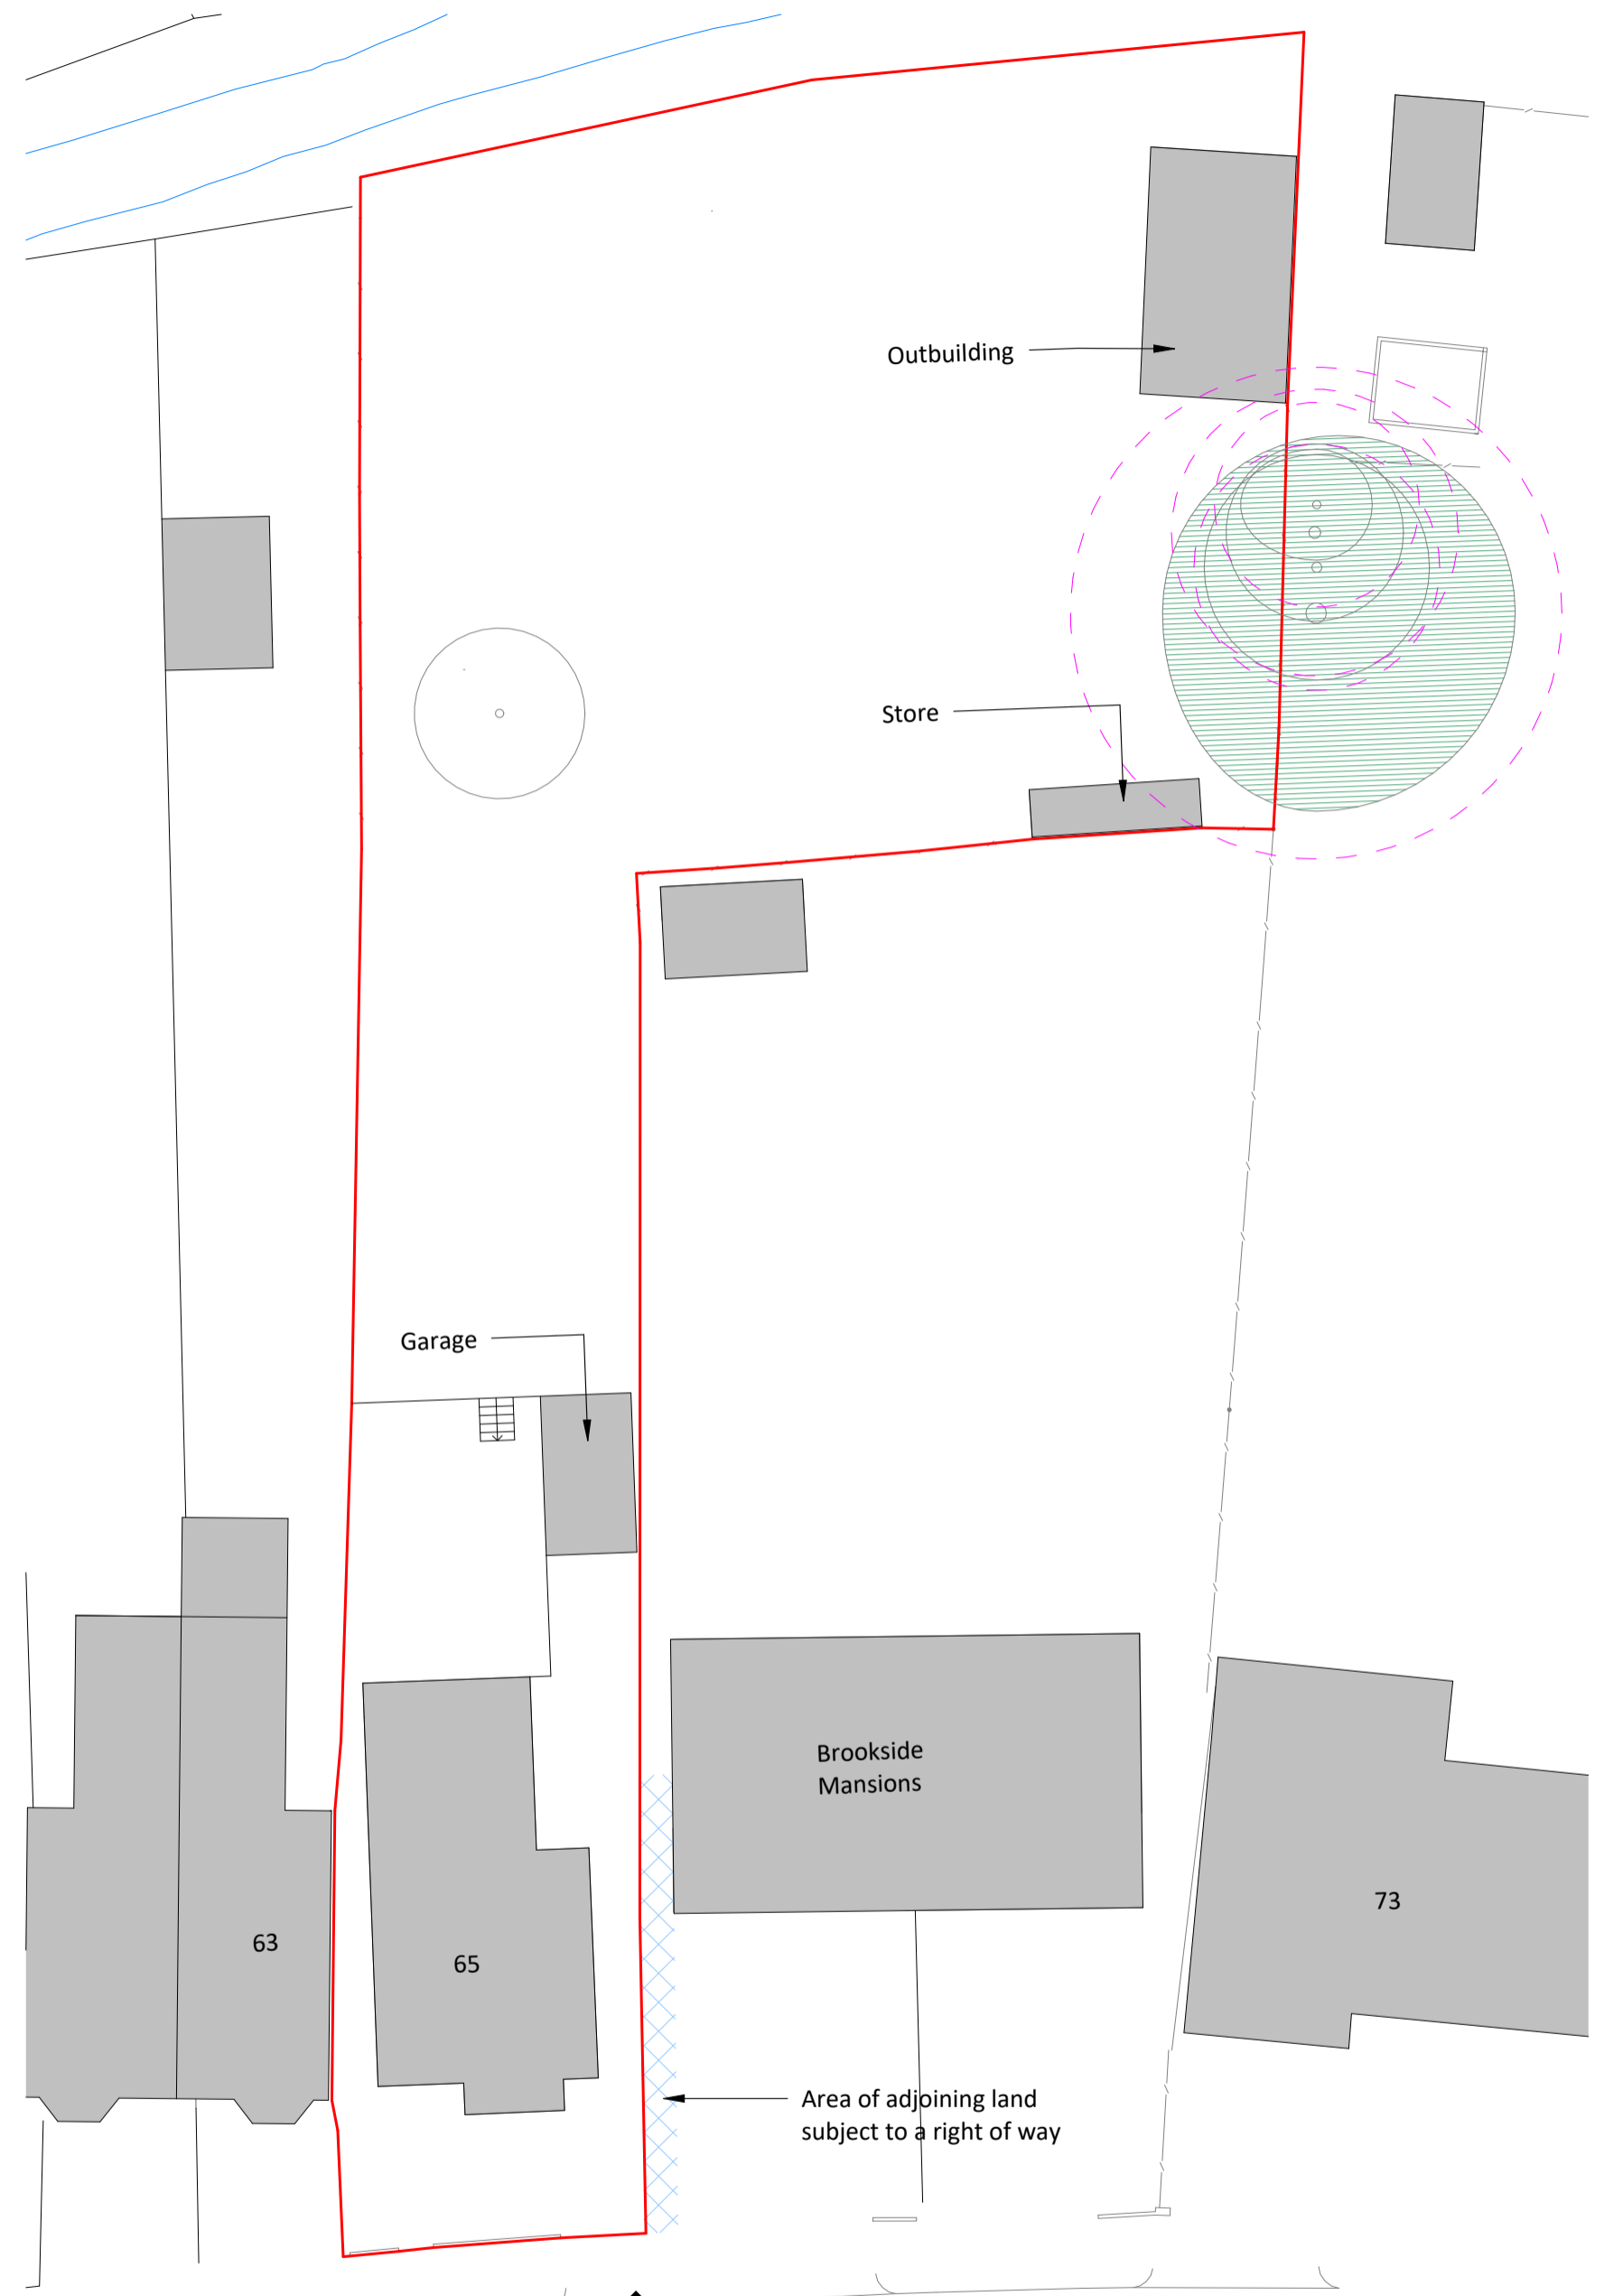 Outbuilding
Store
Garage
Brookside
Mansions
73
63
65
Area of adjoining land
subject to a right of way